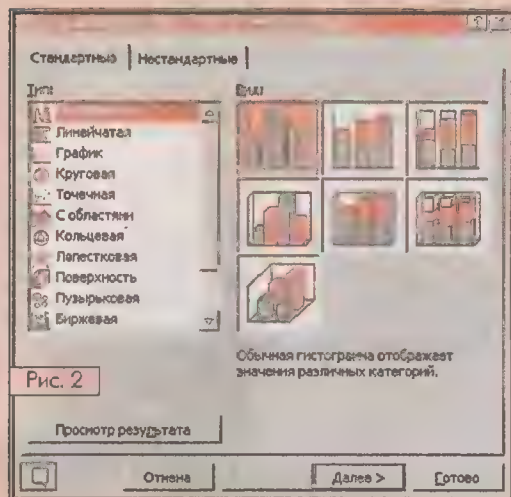 Стандартные Нестандартные
Тип:
Вид:
Линейчатая
График
Круговая
Точечная
С областями
Кольцевая
Лепестковая
Поверхность
Пузырьковая
Биржевая
Обычная гистограмма отображает
значения различных категорий.
Рис. 2
Просмотр результата
Отмена Далее > Готово